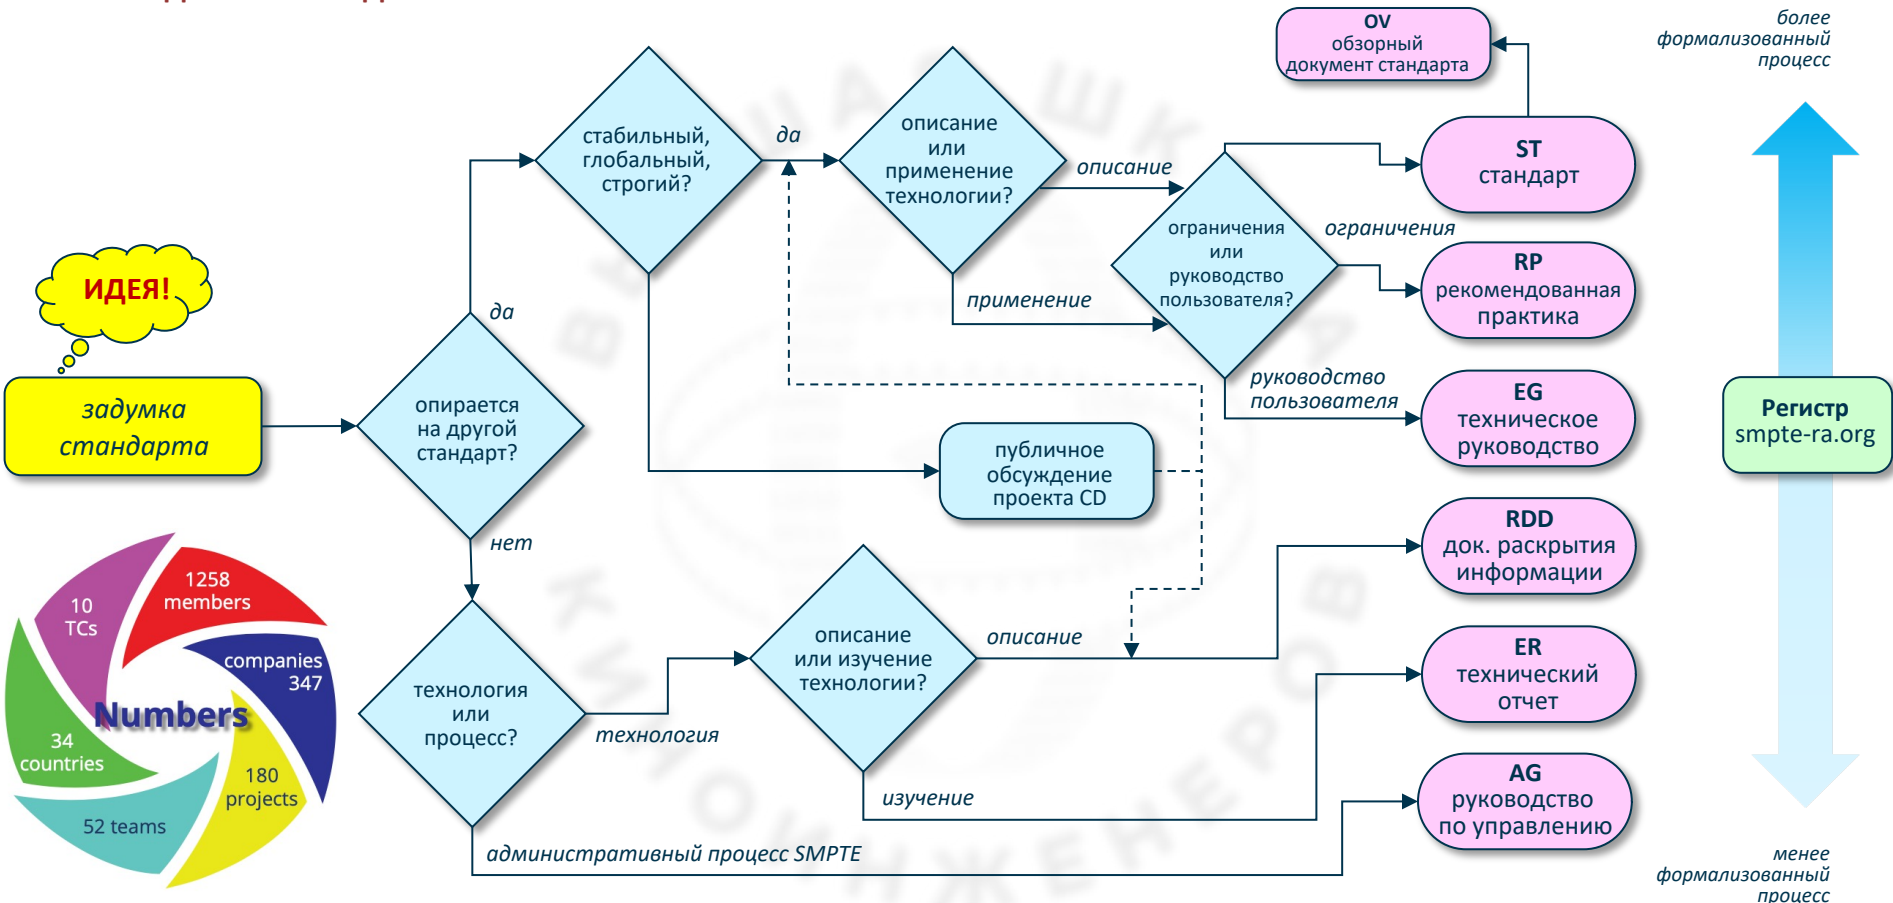 OV
обзорный
документ стандарта
более
формализованный
процесс
стабильный,
глобальный,
строгий?
да
описание
или
применение
технологии?
описание
ST
стандарт
ограничения
или
руководство
пользователя?
ограничения
RP
рекомендованная
практика
ИДЕЯ!
задумка
стандарта
да
применение
опирается
на другой
стандарт?
руководство
пользователя
EG
техническое
руководство
Регистр
smpte-ra.org
публичное
обсуждение
проекта CD
нет
RDD
док. раскрытия
информации
10
TCs
1258
members
companies
347
Numbers
34
countries
180
projects
52 teams
технология
или
процесс?
технология
описание
или изучение
технологии?
описание
ER
технический
отчет
изучение
AG
руководство
по управлению
административный процесс SMPTE
менее
формализованный
процесс
ВЫСШАЯ ШКОЛА
КИНОИНЖЕНЕРОВ